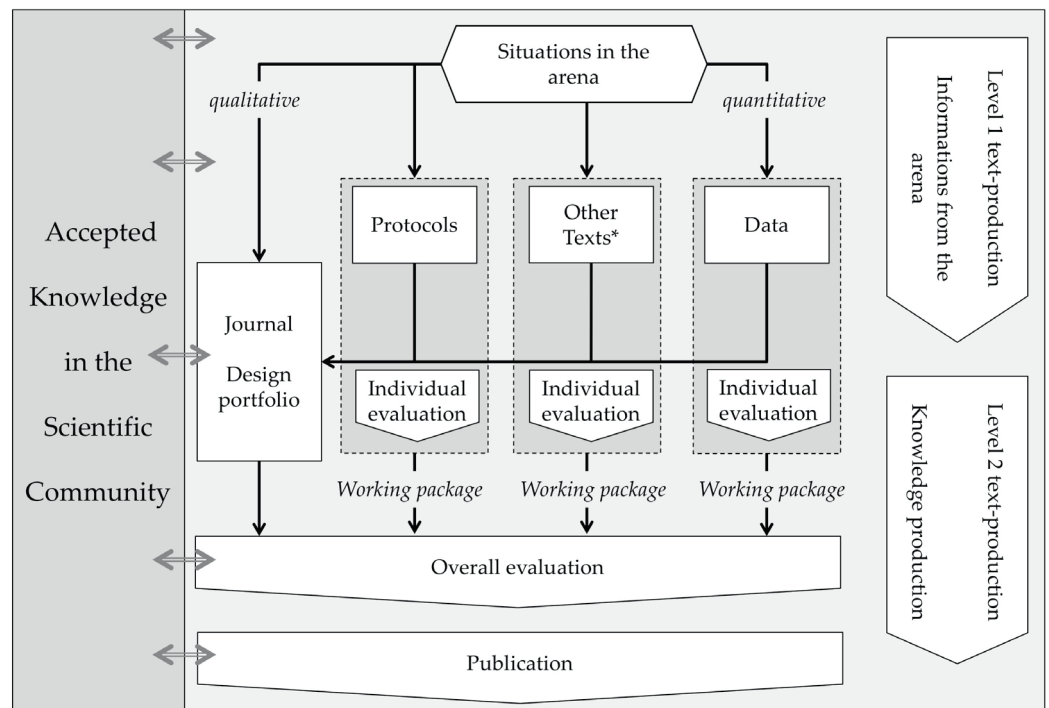 Situations in the
arena
qualitative
quantitative
Protocols
Other
Texts*
Data
Accepted
Knowledge
in the
Scientific
Community
Journal
Design
portfolio
Individual
evaluation
Individual
evaluation
Individual
evaluation
Working package
Working package
Working package
Overall evaluation
Publication
Level 1 text-production
Informations from the
arena
Level 2 text-production
Knowledge production